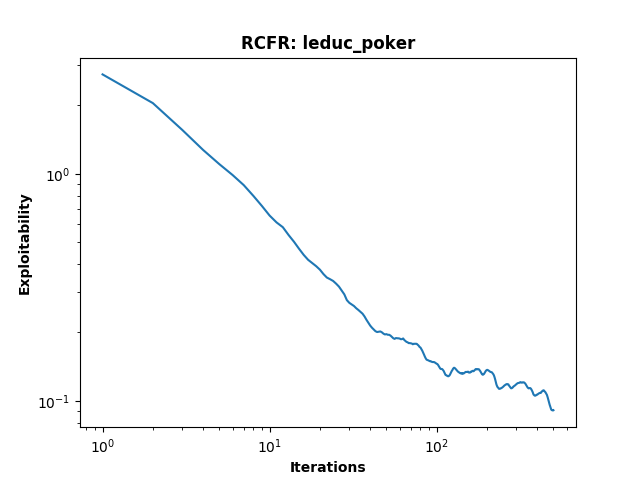 RCFR: leduc_poker
Exploitability
10⁰
10⁻¹
10⁰ 10¹ 10²
Iterations